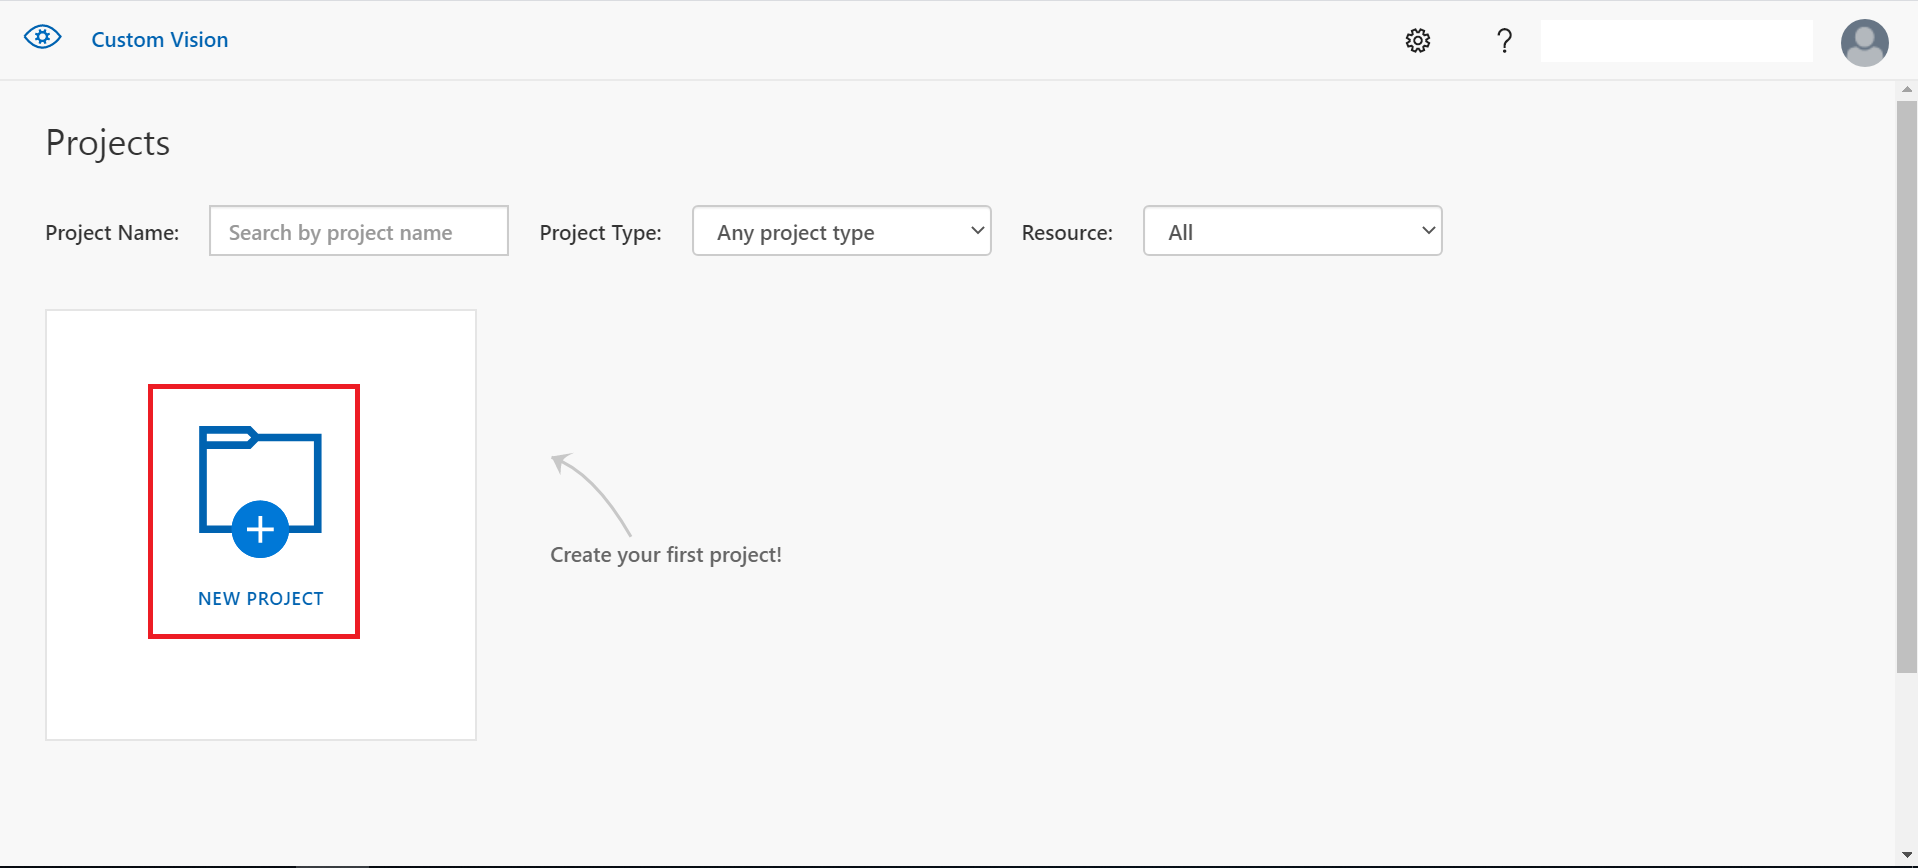 Custom Vision
?
Projects
Project Name: Search by project name Project Type: Any project type Resource: All
NEW PROJECT
Create your first project!